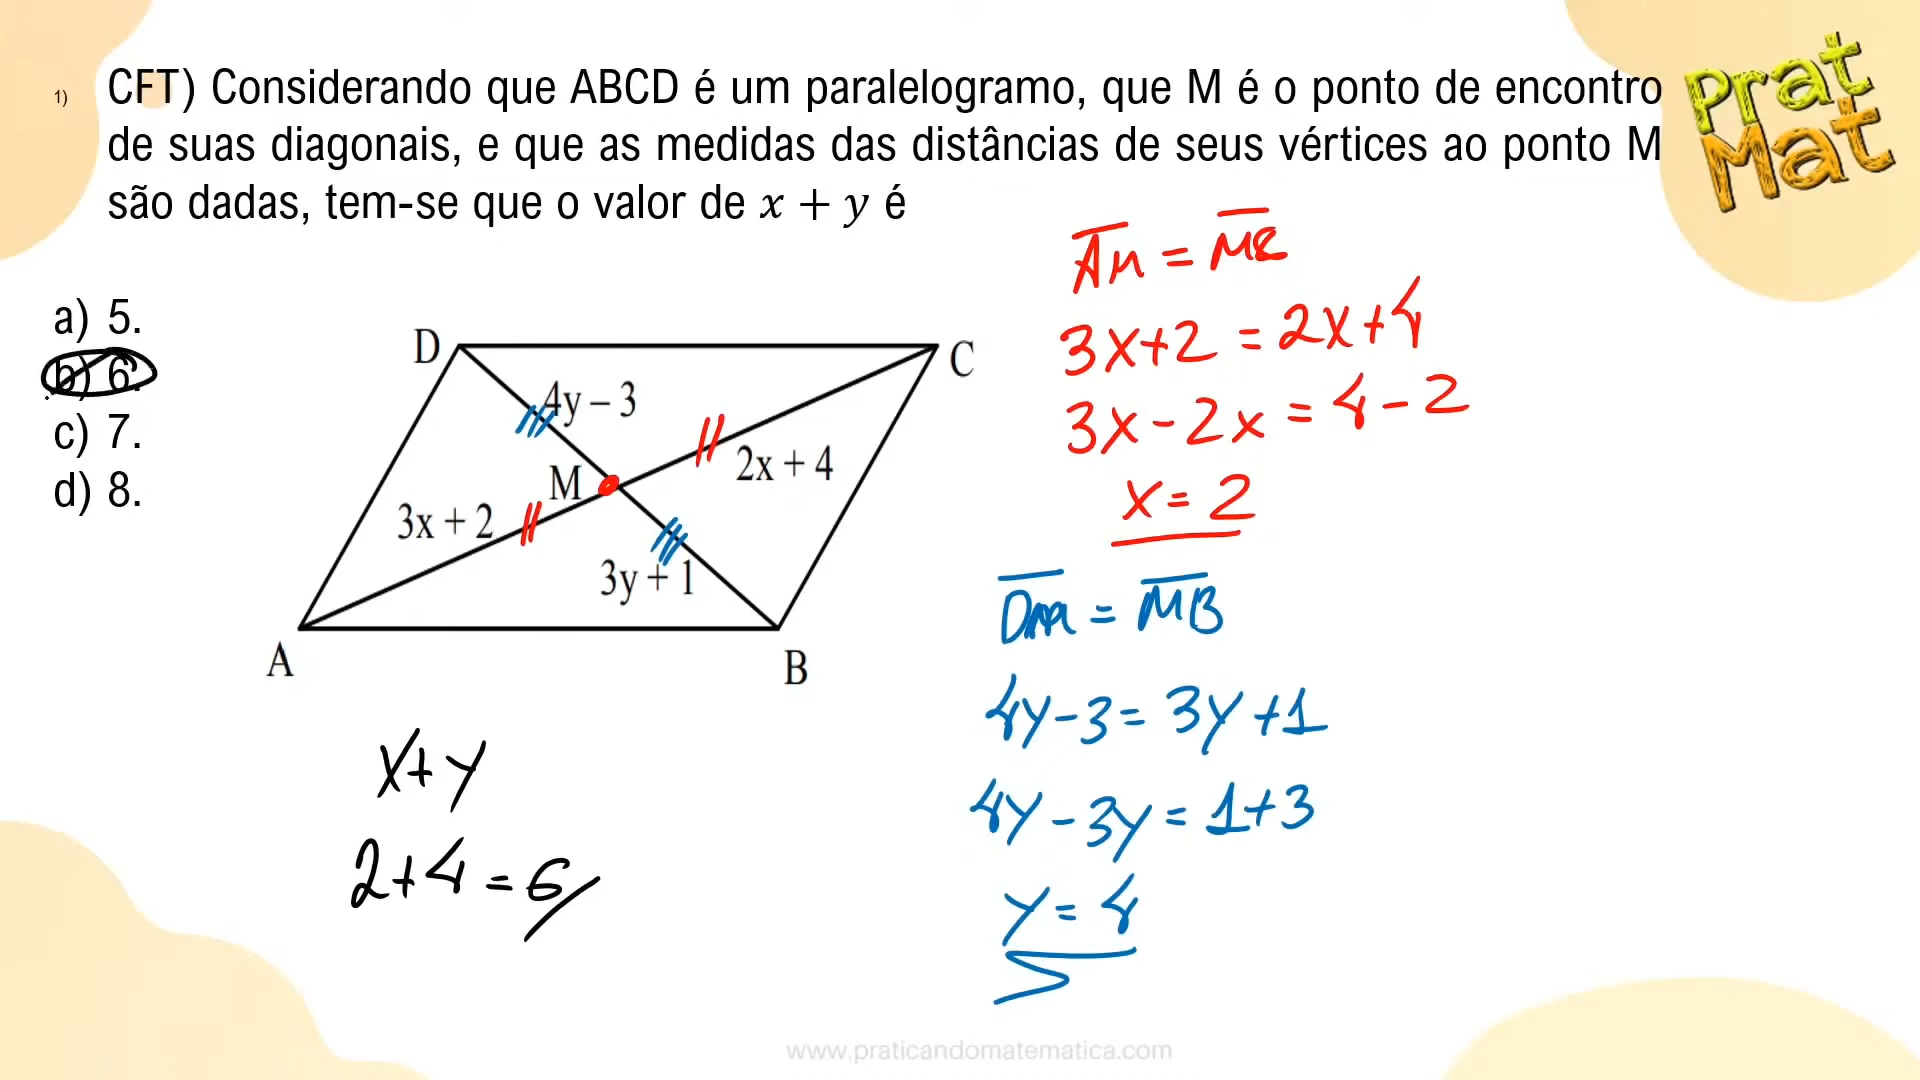 1) CFT) Considerando que ABCD é um paralelogramo, que M é o ponto de encontro
de suas diagonais, e que as medidas das distâncias de seus vértices ao ponto M
são dadas, tem-se que o valor de x + y é
Prat
Mat
a) 5.
b) 6.
c) 7.
d) 8.
D
C
4y – 3
M
2x + 4
3x + 2
3y + 1
A
B
AM = MC
3x+2 = 2x+4
3x - 2x = 4 - 2
x = 2
DM = MB
4y - 3 = 3y + 1
4y - 3y = 1+3
y = 4
x+y
2+4 = 6
www.praticandomatematica.com